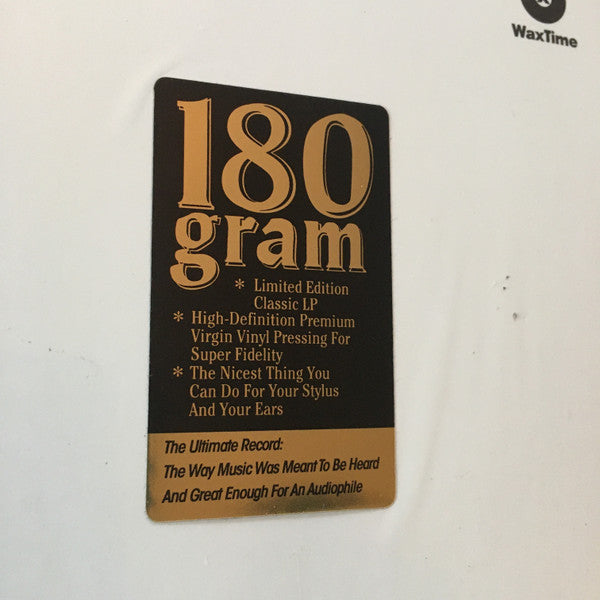 WaxTime
180
gram
* Limited Edition
Classic LP
* High-Definition Premium
Virgin Vinyl Pressing For
Super Fidelity
* The Nicest Thing You
Can Do For Your Stylus
And Your Ears
The Ultimate Record:
The Way Music Was Meant To Be Heard
And Great Enough For An Audiophile